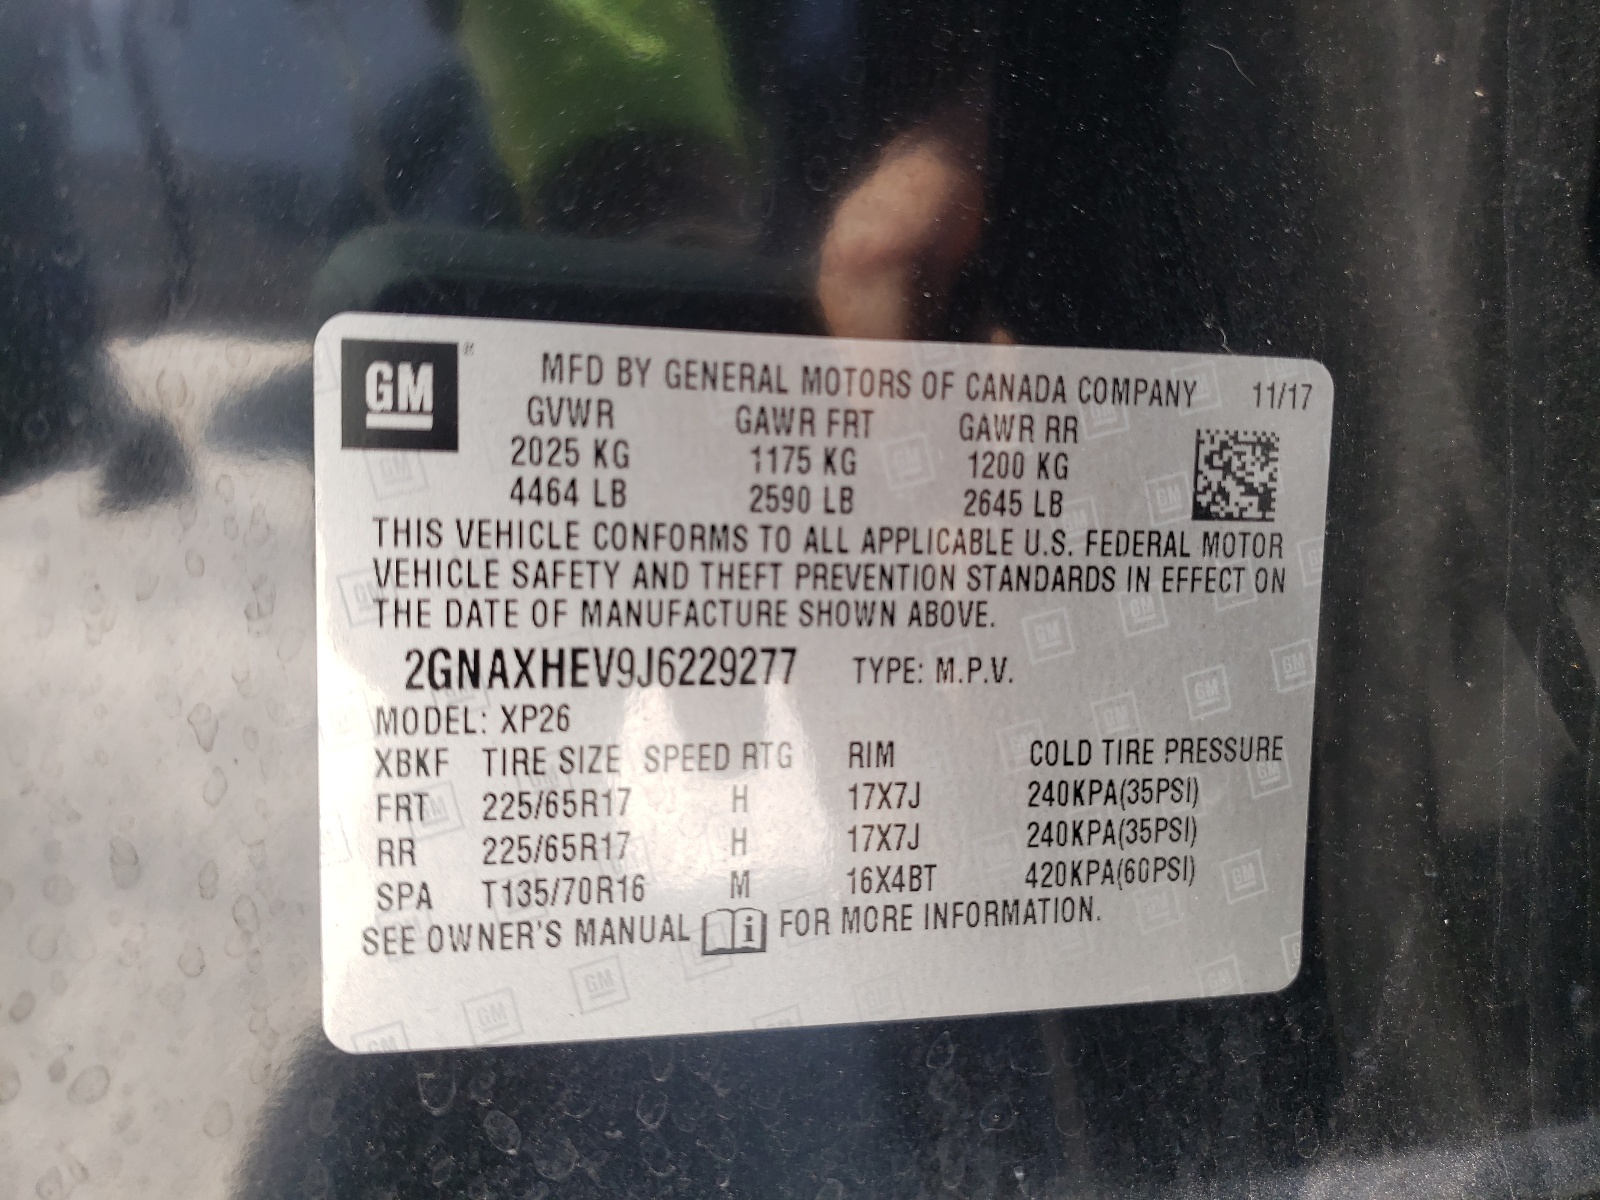 GM ® MFD BY GENERAL MOTORS OF CANADA COMPANY 11/17
GVWR GAWR FRT GAWR RR
2025 KG 1175 KG 1200 KG
4464 LB 2590 LB 2645 LB
THIS VEHICLE CONFORMS TO ALL APPLICABLE U.S. FEDERAL MOTOR
VEHICLE SAFETY AND THEFT PREVENTION STANDARDS IN EFFECT ON
THE DATE OF MANUFACTURE SHOWN ABOVE.
2GNAXHEV9J6229277 TYPE: M.P.V.
MODEL: XP26
XBKF TIRE SIZE SPEED RTG RIM COLD TIRE PRESSURE
FRT 225/65R17 H 17X7J 240KPA(35PSI)
RR 225/65R17 H 17X7J 240KPA(35PSI)
SPA T135/70R16 M 16X4BT 420KPA(60PSI)
SEE OWNER'S MANUAL i FOR MORE INFORMATION.